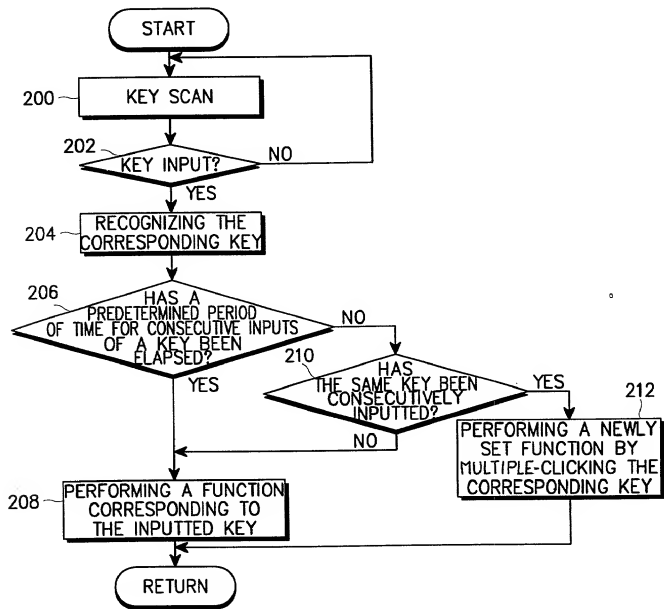 START
200
KEY SCAN
202
KEY INPUT?
NO
YES
204
RECOGNIZING THE
CORRESPONDING KEY
206
HAS A
PREDETERMINED PERIOD
OF TIME FOR CONSECUTIVE INPUTS
OF A KEY BEEN
ELAPSED?
NO
YES
210
HAS
THE SAME KEY BEEN
CONSECUTIVELY
INPUTTED?
YES
NO
212
PERFORMING A NEWLY
SET FUNCTION BY
MULTIPLE-CLICKING THE
CORRESPONDING KEY
208
PERFORMING A FUNCTION
CORRESPONDING TO
THE INPUTTED KEY
RETURN